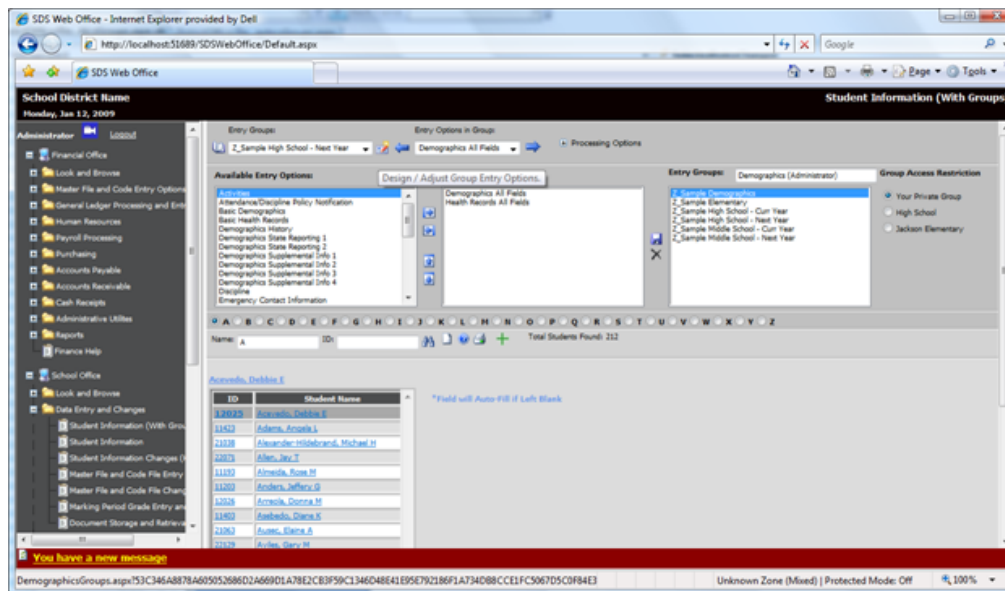 SDS Web Office - Internet Explorer provided by Dell
http://localhost:51689/SDSWebOffice/Default.aspx
Google
SDS Web Office
Page Tools
School District Name
Student Information (With Groups
Monday, Jan 12, 2009
Administrator Logout
Financial Office
Look and Browse
Master File and Code Entry Options
General Ledger Processing and Entr
Human Resources
Payroll Processing
Purchasing
Accounts Payable
Accounts Receivable
Cash Receipts
Administrative Utilites
Reports
Finance Help
School Office
Look and Browse
Data Entry and Changes
Student Information (With Grou
Student Information
Student Information Changes (
Master File and Code File Entry
Master File and Code File Chang
Marking Period Grade Entry an
Document Storage and Retrieva
Entry Groups: Entry Options in Group:
Z_Sample High School - Next Year Demographics All Fields Processing Options
Design / Adjust Group Entry Options.
Available Entry Options:
Activities
Attendance/Discipline Policy Notification
Basic Demographics
Basic Health Records
Demographics History
Demographics State Reporting 1
Demographics State Reporting 2
Demographics Supplemental Info 1
Demographics Supplemental Info 2
Demographics Supplemental Info 3
Demographics Supplemental Info 4
Discipline
Emergency Contact Information
Demographics All Fields
Health Records All Fields
Entry Groups: Demographics (Administrator)
Z_Sample Demographics
Z_Sample Elementary
Z_Sample High School - Curr Year
Z_Sample High School - Next Year
Z_Sample Middle School - Curr Year
Z_Sample Middle School - Next Year
Group Access Restriction
Your Private Group
High School
Jackson Elementary
A B C D E F G H I J K L M N O P Q R S T U V W X Y Z
Name: A ID: Total Students Found: 212
Acevedo, Debbie E
*Field will Auto-Fill if Left Blank
ID Student Name
12025 Acevedo, Debbie E
11423 Adams, Angela L
21038 Alexander-Hildebrand, Michael H
22071 Allen, Jay T
11193 Almeida, Rose M
11203 Anders, Jeffery G
12026 Arreola, Donna M
11403 Asebedo, Diane K
21063 Ausec, Elaine A
22129 Aviles, Gary M
You have a new message
Unknown Zone (Mixed) | Protected Mode: Off 100%